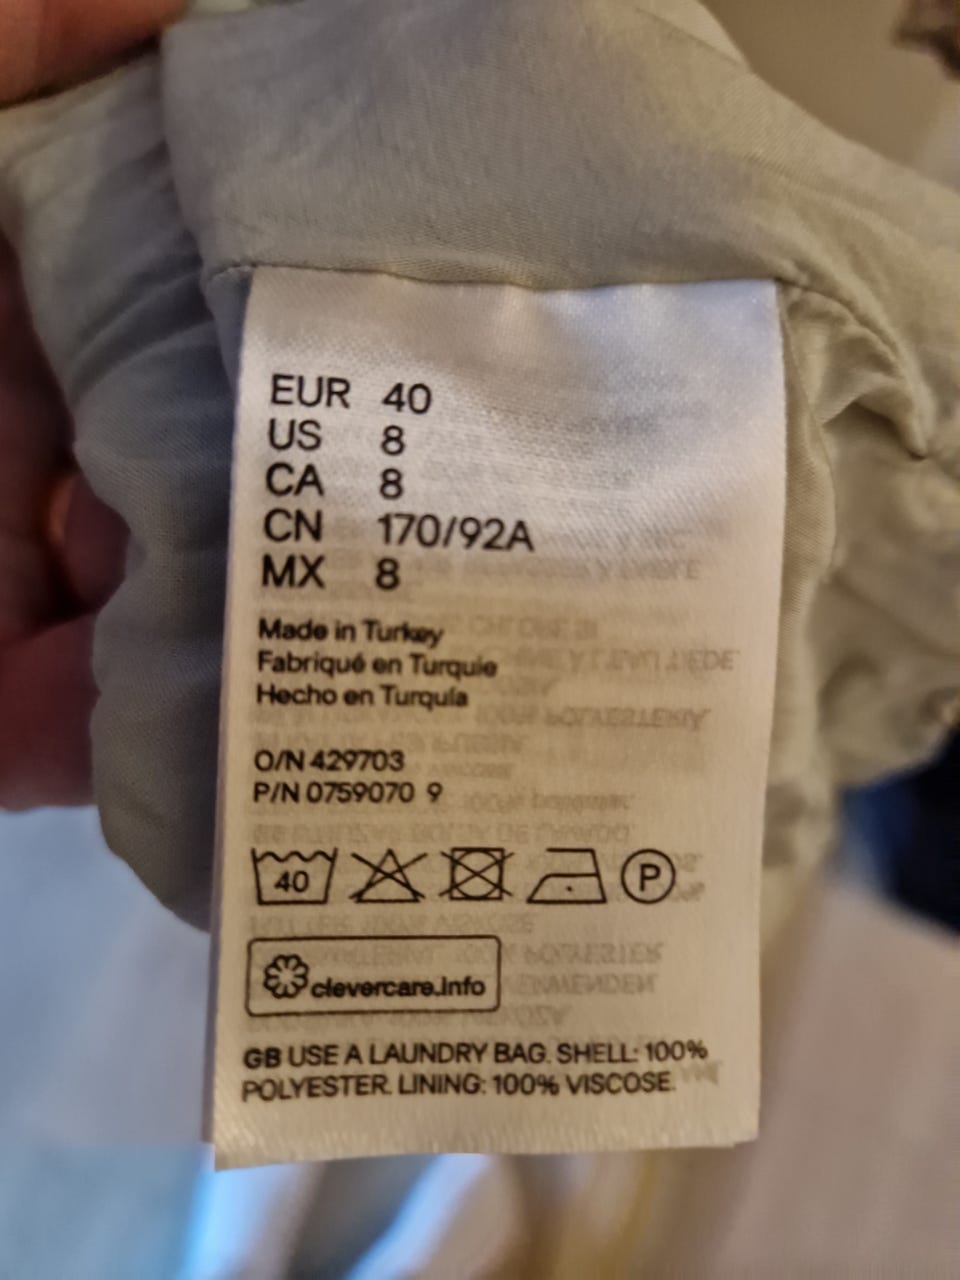 EUR 40
US 8
CA 8
CN 170/92A
MX 8
Made in Turkey
Fabriqué en Turquie
Hecho en Turquía
O/N 429703
P/N 0759070 9
40 P
clevercare.info
GB USE A LAUNDRY BAG. SHELL: 100%
POLYESTER. LINING: 100% VISCOSE.